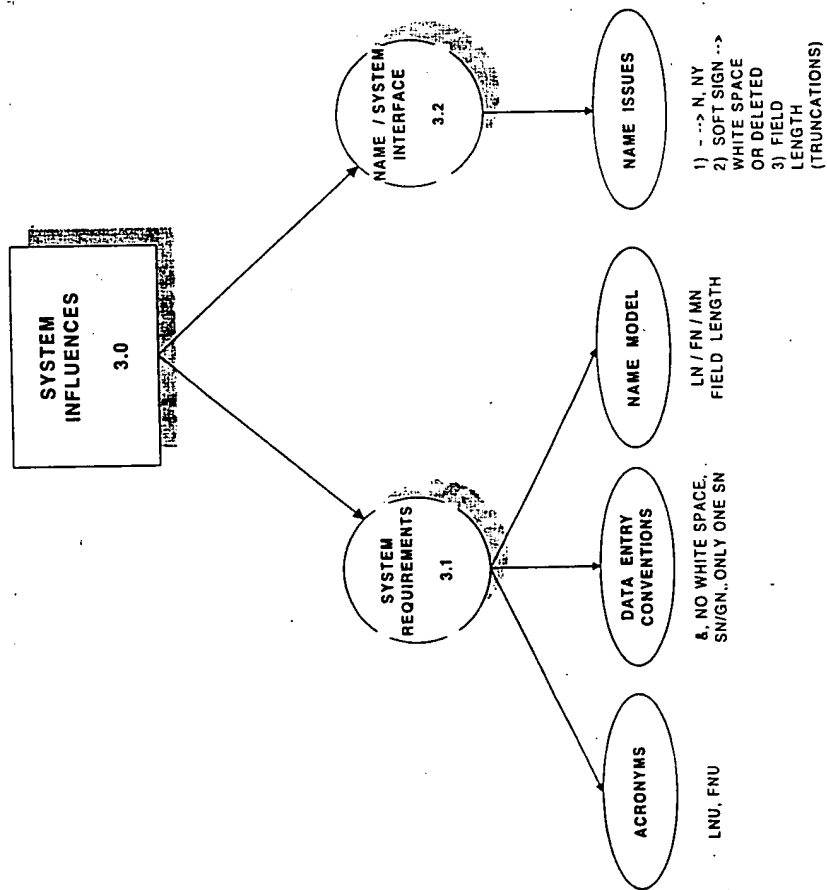 SYSTEM
INFLUENCES
3.0
SYSTEM
REQUIREMENTS
3.1
NAME / SYSTEM
INTERFACE
3.2
ACRONYMS
LNU, FNU
DATA ENTRY
CONVENTIONS
&, NO WHITE SPACE,
SN/GN, ONLY ONE SN
NAME MODEL
LN / FN / MN
FIELD LENGTH
NAME ISSUES
1) - --> N, NY
2) SOFT SIGN -->
WHITE SPACE
OR DELETED
3) FIELD
LENGTH
(TRUNCATIONS)